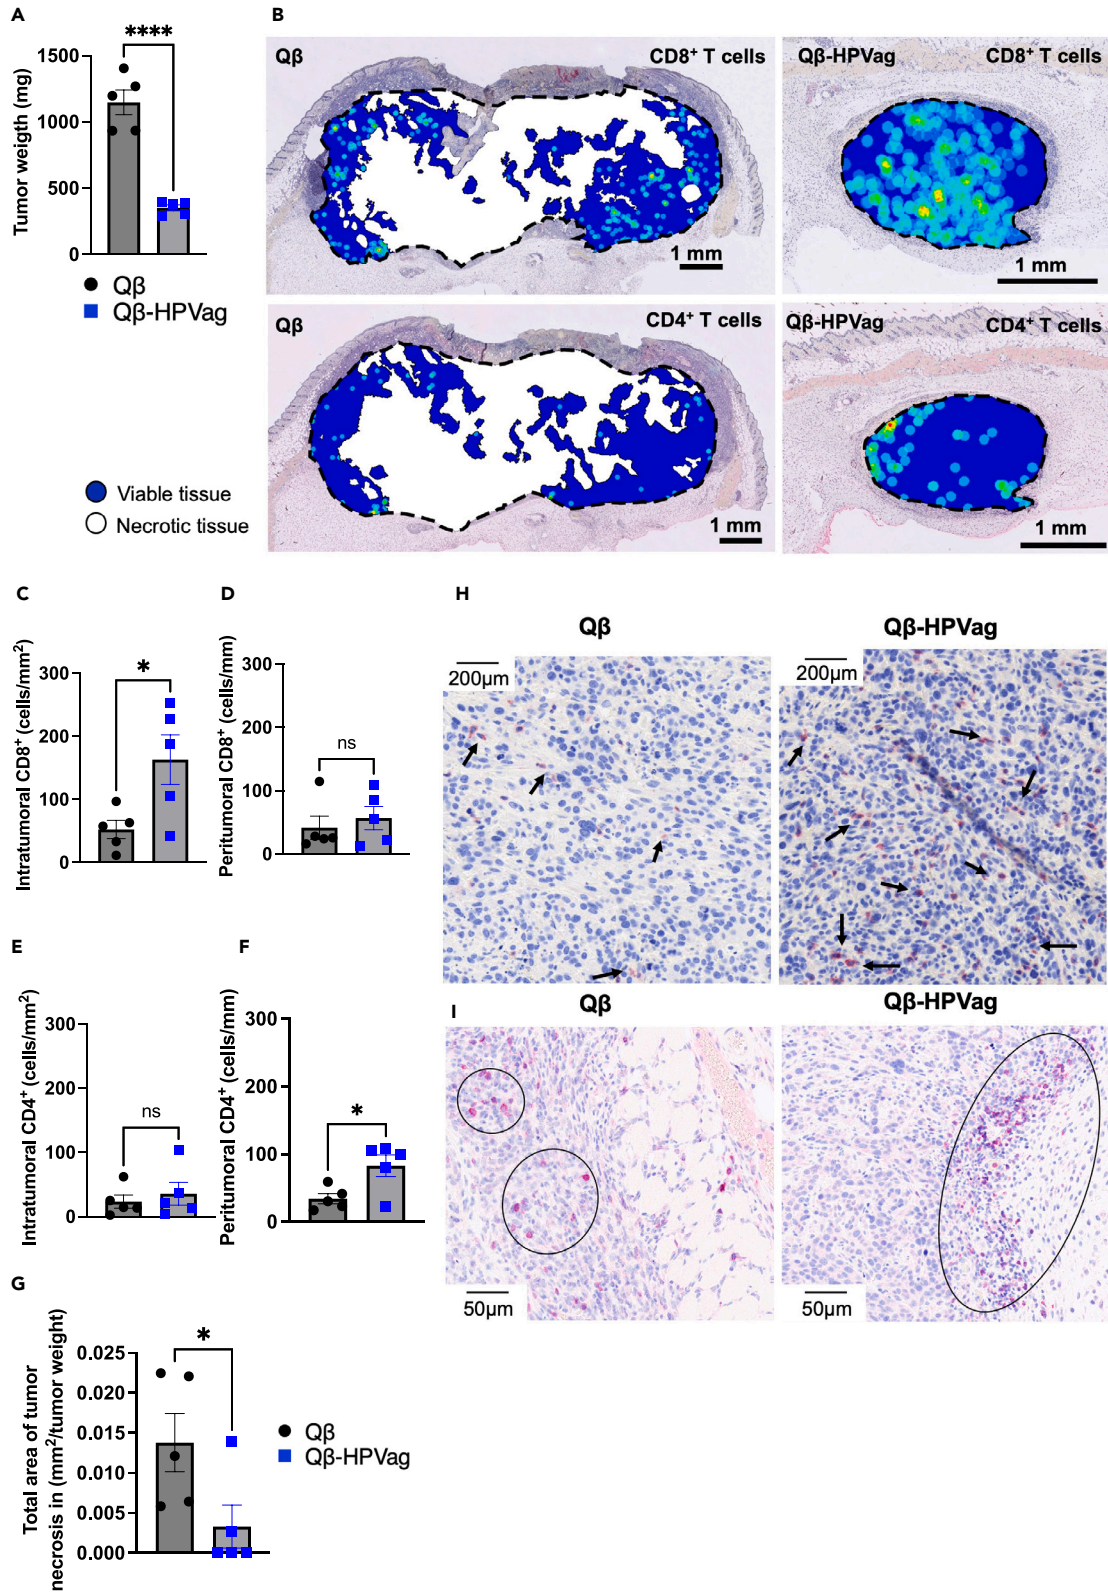 A
Tumor weigth (mg)
1500
1000
500
0
****
Qβ
Qβ-HPVag
B
Qβ
CD8+ T cells
1 mm
Qβ-HPVag
CD8+ T cells
1 mm
Qβ
CD4+ T cells
1 mm
Qβ-HPVag
CD4+ T cells
1 mm
Viable tissue
Necrotic tissue
C
Intratumoral CD8+ (cells/mm2)
300
200
100
0
*
D
Peritumoral CD8+ (cells/mm)
300
200
100
0
ns
E
Intratumoral CD4+ (cells/mm2)
300
200
100
0
ns
F
Peritumoral CD4+ (cells/mm)
300
200
100
0
*
G
Total area of tumor
necrosis in (mm2/tumor weight)
0.025
0.020
0.015
0.010
0.005
0.000
*
Qβ
Qβ-HPVag
H
Qβ
200μm
Qβ-HPVag
200μm
I
Qβ
50μm
Qβ-HPVag
50μm